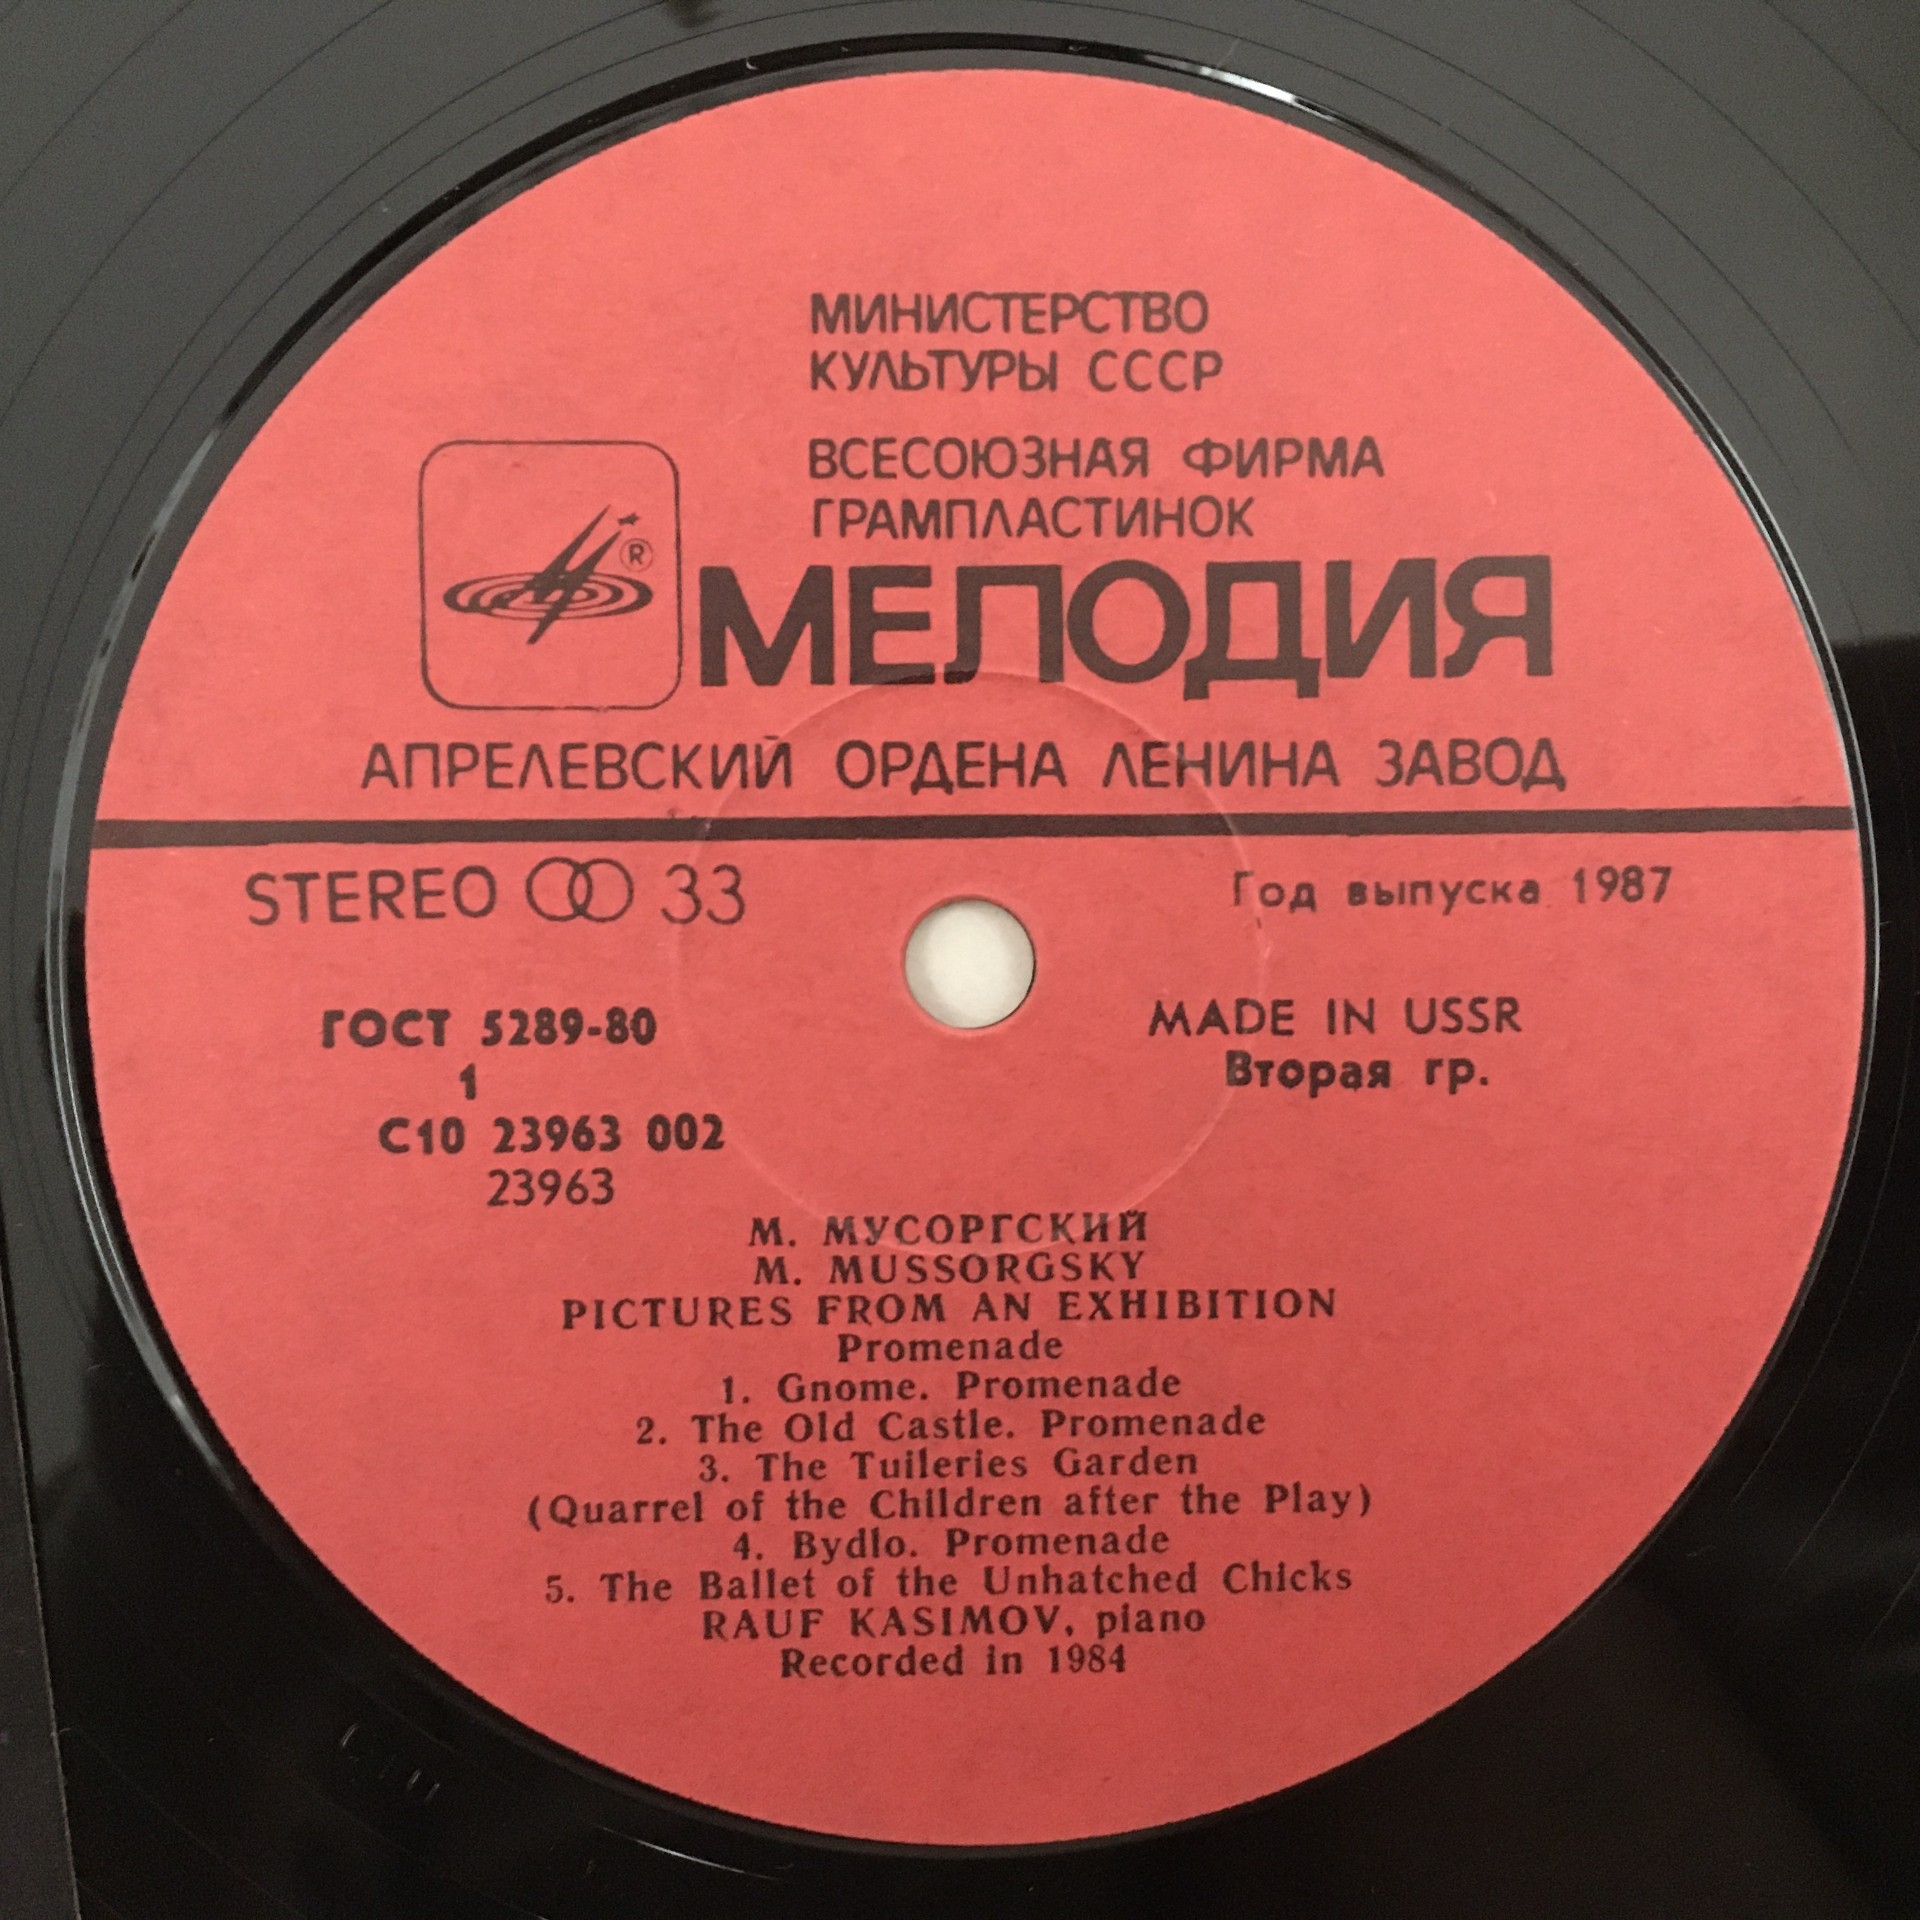 МИНИСТЕРСТВО
КУЛЬТУРЫ СССР
ВСЕСОЮЗНАЯ ФИРМА
ГРАМПЛАСТИНОК
®
МЕЛОДИЯ
АПРЕЛЕВСКИЙ ОРДЕНА ЛЕНИНА ЗАВОД
STEREO 33
Год выпуска 1987
ГОСТ 5289-80
1
С10 23963 002
23963
MADE IN USSR
Вторая гр.
М. МУСОРГСКИЙ
M. MUSSORGSKY
PICTURES FROM AN EXHIBITION
Promenade
1. Gnome. Promenade
2. The Old Castle. Promenade
3. The Tuileries Garden
(Quarrel of the Children after the Play)
4. Bydlo. Promenade
5. The Ballet of the Unhatched Chicks
RAUF KASIMOV, piano
Recorded in 1984